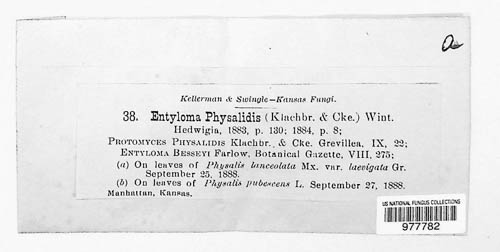 a
Kellerman & Swingle—Kansas Fungi.
38. Entyloma Physalidis (Klachbr. & Cke.) Wint.
Hedwigia, 1883, p. 130; 1884, p. 8;
Protomyces Physalidis Klachbr. & Cke. Grevillea, IX, 22;
Entyloma Besseyi Farlow, Botanical Gazette, VIII, 275;
(a) On leaves of Physalis lanceolata Mx. var. laevigata Gr.
September 25, 1888.
(b) On leaves of Physalis pubescens L. September 27, 1888.
Manhattan, Kansas.
US NATIONAL FUNGUS COLLECTIONS
977782